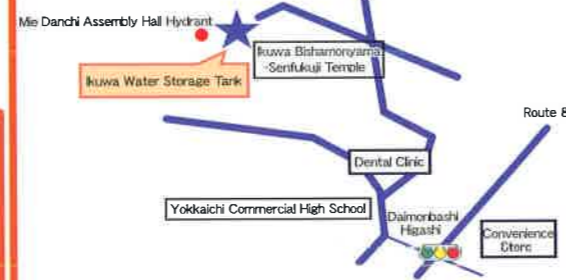 Mie Danchi Assembly Hall Hydrant
Ikuwa Bishamonyama
-Senfukuji Temple
Ikuwa Water Storage Tank
Route 8
Dental Clinic
Yokkaichi Commercial High School
Daimonbashi
Higashi
Convenience
Store